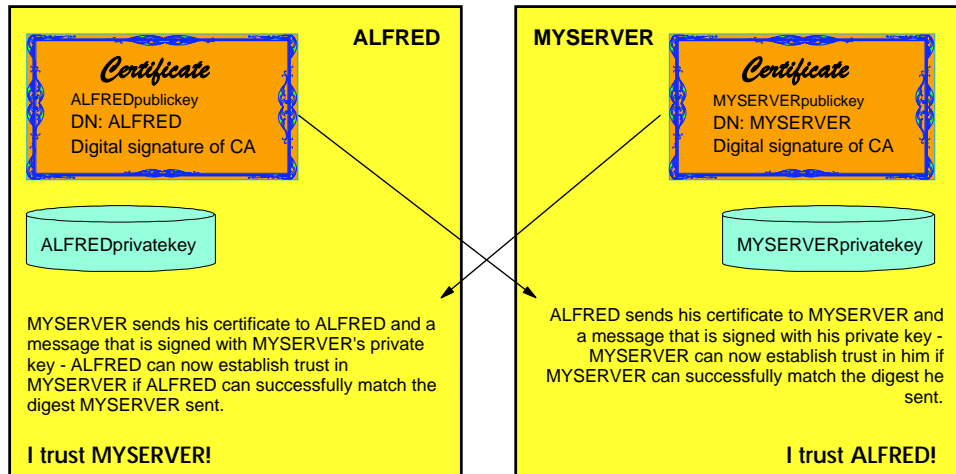 ALFRED
Certificate
ALFREDpublickey
DN: ALFRED
Digital signature of CA
ALFREDprivatekey
MYSERVER sends his certificate to ALFRED and a
message that is signed with MYSERVER's private
key - ALFRED can now establish trust in
MYSERVER if ALFRED can successfully match the
digest MYSERVER sent.
I trust MYSERVER!
MYSERVER
Certificate
MYSERVERpublickey
DN: MYSERVER
Digital signature of CA
MYSERVERprivatekey
ALFRED sends his certificate to MYSERVER and
a message that is signed with his private key -
MYSERVER can now establish trust in him if
MYSERVER can successfully match the digest he
sent.
I trust ALFRED!